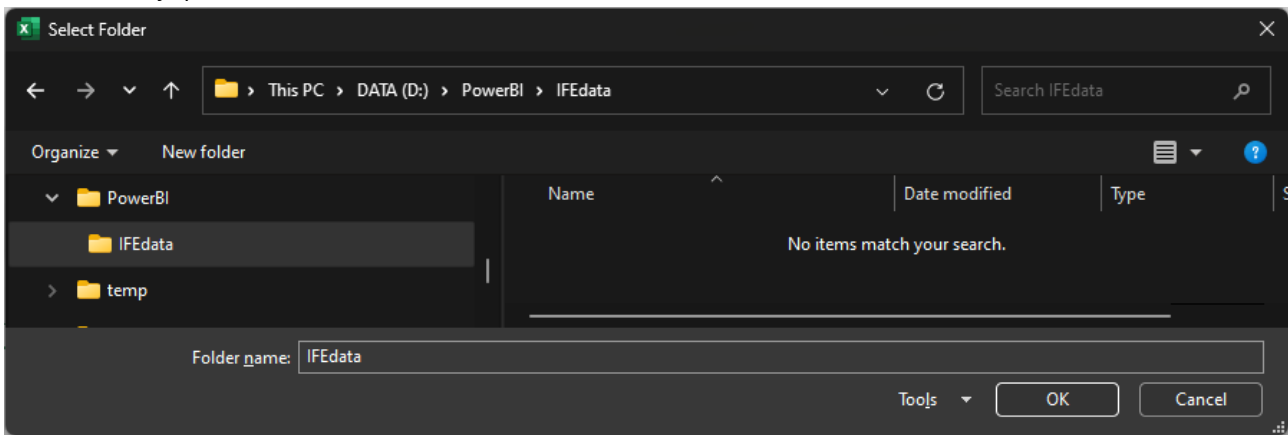 Select Folder
This PC > DATA (D:) > PowerBI > IFEdata
Search IFEdata
Organize
New folder
PowerBI
Name
Date modified
Type
S
IFEdata
No items match your search.
temp
Folder name: IFEdata
Tools
OK
Cancel